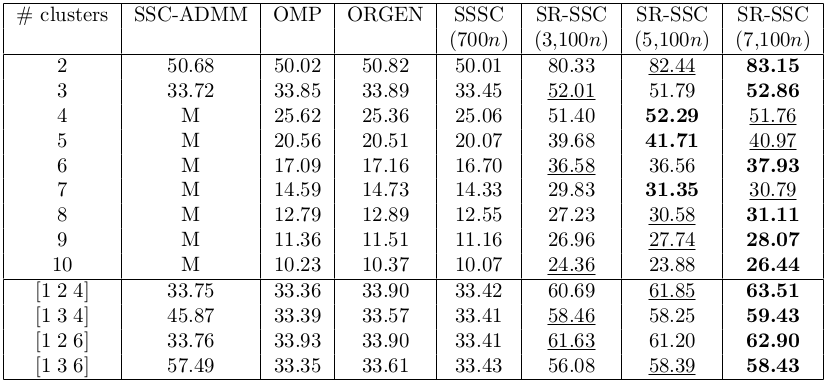 # clusters SSC-ADMM OMP ORGEN SSSC SR-SSC SR-SSC SR-SSC
(700n) (3,100n) (5,100n) (7,100n)
2 50.68 50.02 50.82 50.01 80.33 82.44 83.15
3 33.72 33.85 33.89 33.45 52.01 51.79 52.86
4 M 25.62 25.36 25.06 51.40 52.29 51.76
5 M 20.56 20.51 20.07 39.68 41.71 40.97
6 M 17.09 17.16 16.70 36.58 36.56 37.93
7 M 14.59 14.73 14.33 29.83 31.35 30.79
8 M 12.79 12.89 12.55 27.23 30.58 31.11
9 M 11.36 11.51 11.16 26.96 27.74 28.07
10 M 10.23 10.37 10.07 24.36 23.88 26.44
[1 2 4] 33.75 33.36 33.90 33.42 60.69 61.85 63.51
[1 3 4] 45.87 33.39 33.57 33.41 58.46 58.25 59.43
[1 2 6] 33.76 33.93 33.90 33.41 61.63 61.20 62.90
[1 3 6] 57.49 33.35 33.61 33.43 56.08 58.39 58.43